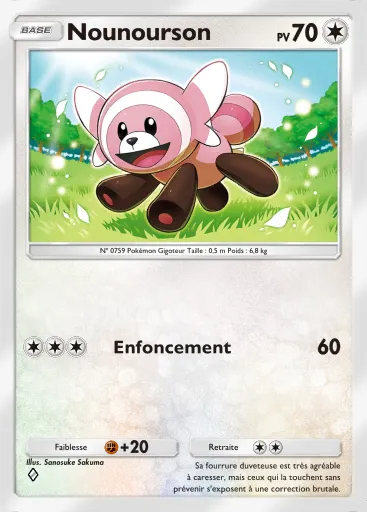 BASE Nounourson PV 70
N° 0759 Pokémon Gigoteur Taille : 0,5 m Poids : 6,8 kg
Enfoncement 60
Faiblesse +20 Retraite
Illus. Sanosuke Sakuma
Sa fourrure duveteuse est très agréable
à caresser, mais ceux qui la touchent sans
prévenir s'exposent à une correction brutale.